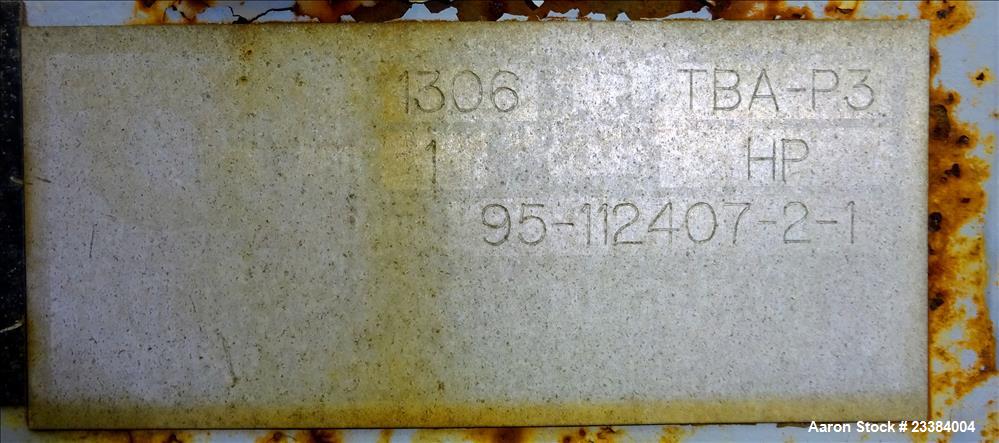 1306 TBA-P3
1 HP
95-112407-2-1
Aaron Stock # 23384004